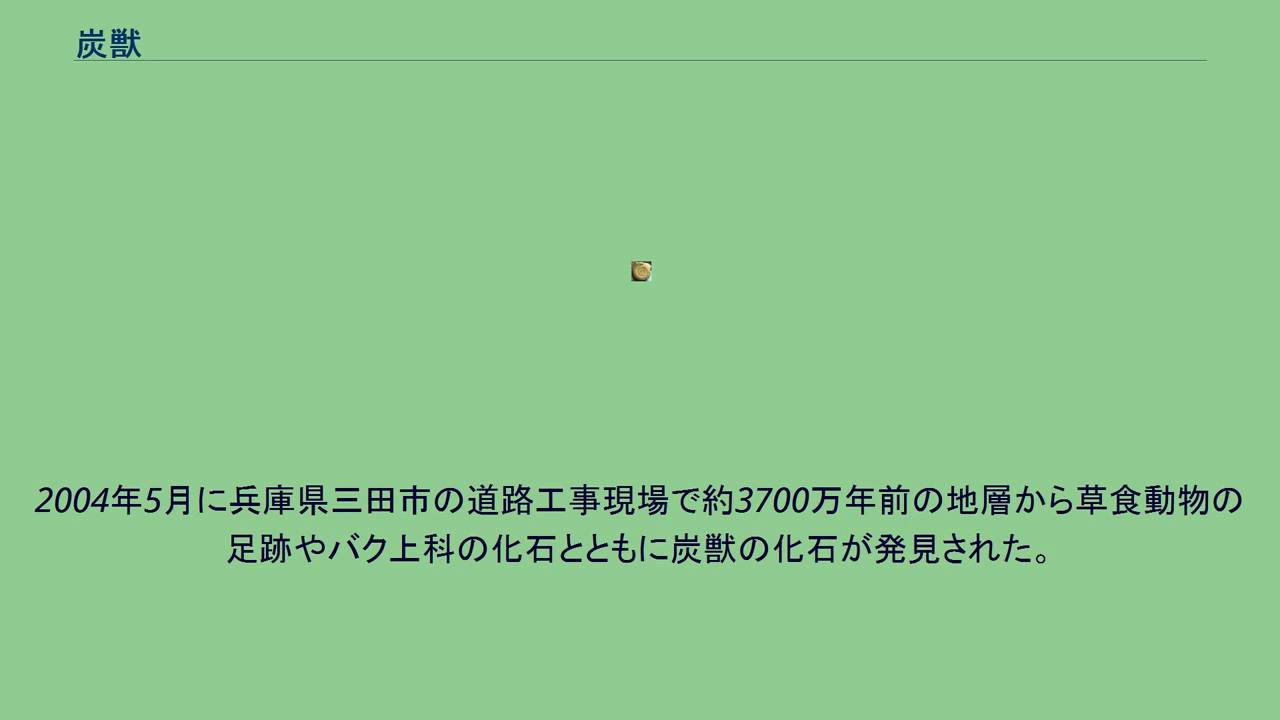 炭獣
2004年5月に兵庫県三田市の道路工事現場で約3700万年前の地層から草食動物の
足跡やバク上科の化石とともに炭獣の化石が発見された。